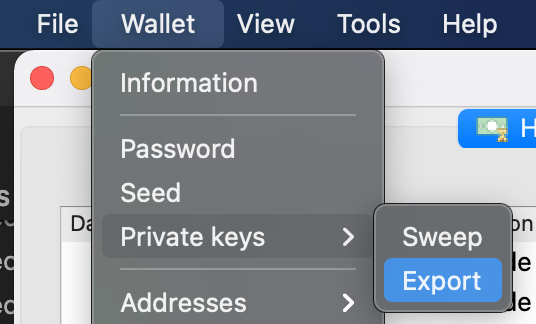 File Wallet View Tools Help
Information
Password
Seed
Private keys
Sweep
Export
Addresses